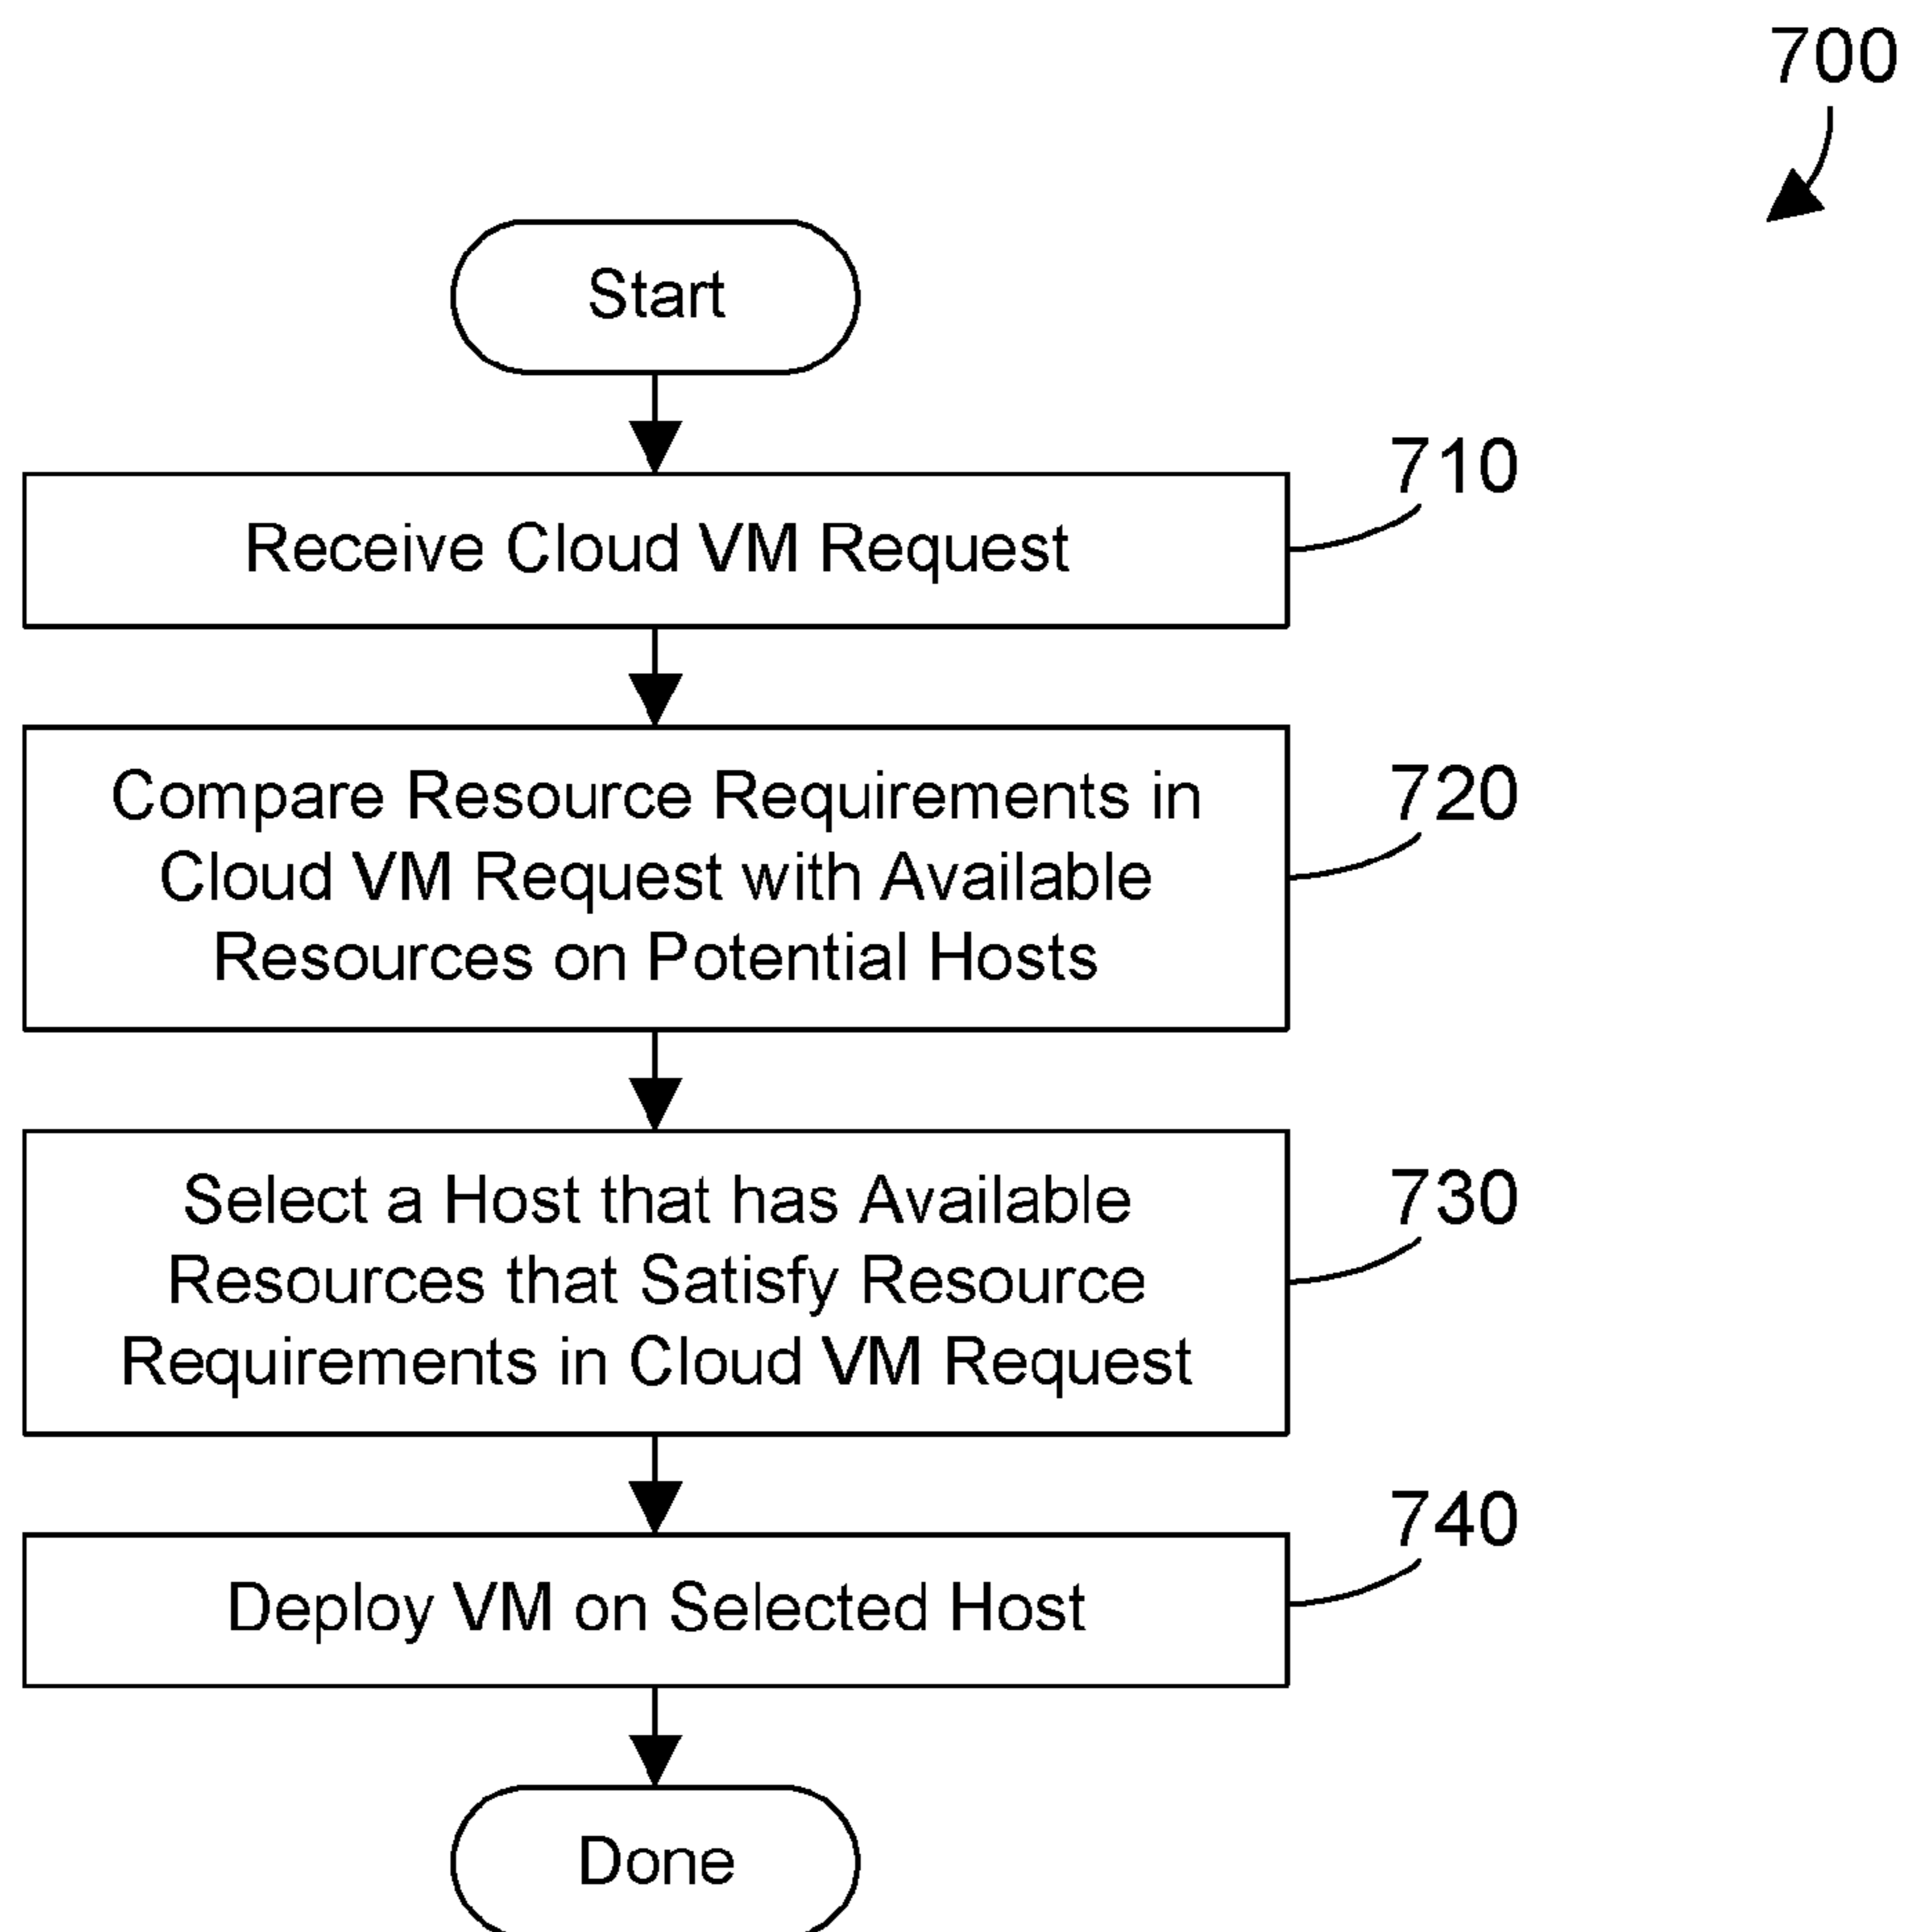 700
Start
710
Receive Cloud VM Request
720
Compare Resource Requirements in
Cloud VM Request with Available
Resources on Potential Hosts
730
Select a Host that has Available
Resources that Satisfy Resource
Requirements in Cloud VM Request
740
Deploy VM on Selected Host
Done